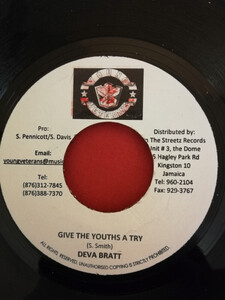 Pro:
S. Pennicott/S. Davis
Email:
youngveterans@music
Tel:
(876)312-7845
(876)388-7370
Distributed by:
n The Streetz Records
Unit # 3, the Dome
5 Hagley Park Rd
Kingston 10
Jamaica
Tel: 960-2104
Fax: 929-3767
GIVE THE YOUTHS A TRY
(S. Smith)
DEVA BRATT
ALL RIGHTS RESERVED. UNAUTHORISED COPYING IS STRICTLY PROHIBITED.